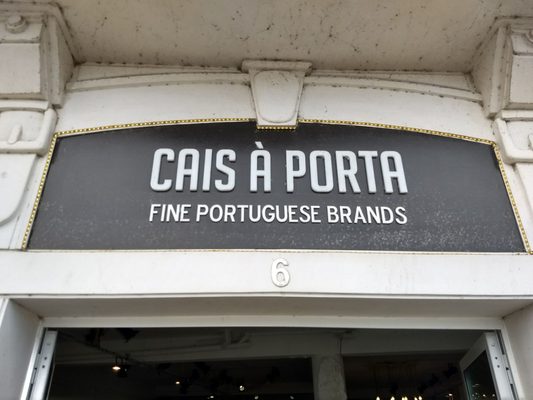 CAIS À PORTA
FINE PORTUGUESE BRANDS
6